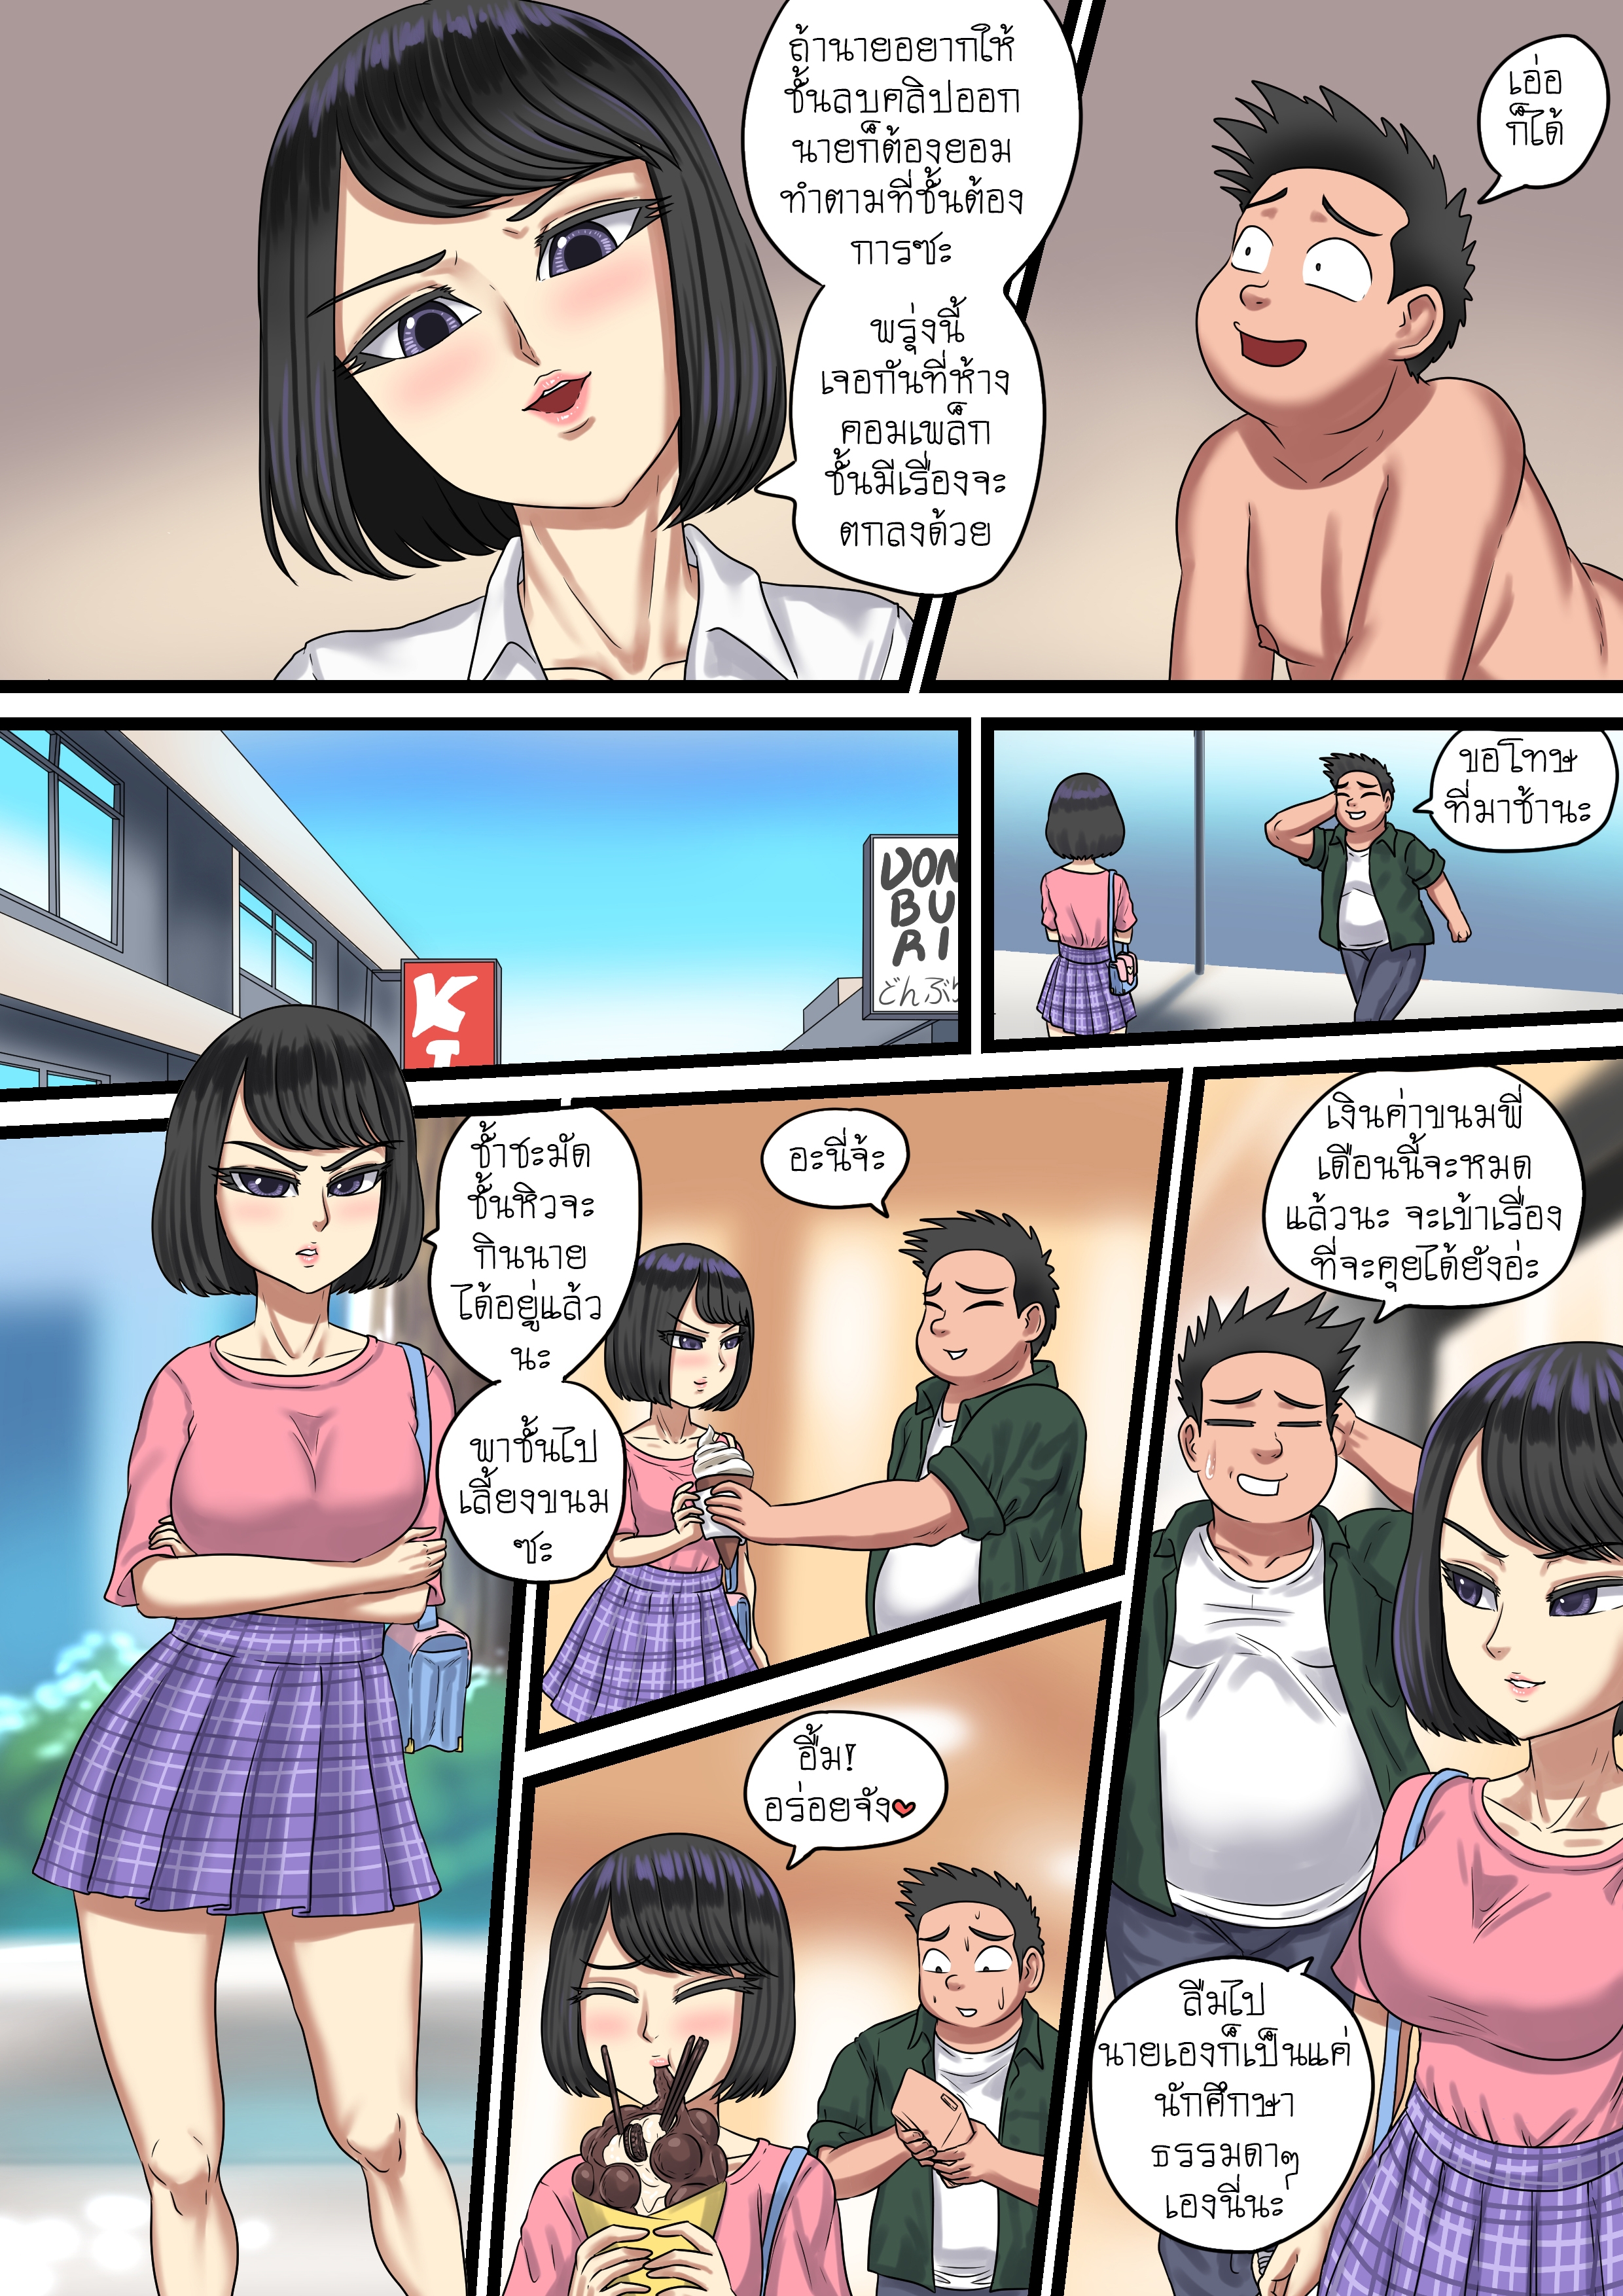 ถ้านายอยากให้
ชั้นลบคลิปออก
นายก็ต้องยอม
ทำตามที่ชั้นต้อง
การซะ
พรุ่งนี้
เจอกันที่ห้าง
คอมเพล็ก
ชั้นมีเรื่องจะ
ตกลงด้วย
เอ่อ
ก็ได้
DON
BU
RI
どんぶり
KI
ขอโทษ
ที่มาช้านะ
ช้ำชะมัด
ชั้นหิวจะ
กินนาย
ได้อยู่แล้ว
นะ
พาชั้นไป
เลี้ยงขนม
ซะ
อะนี่จ้ะ
อื้ม!
อร่อยจัง♥
เงินค่าขนมพี่
เดือนนี้จะหมด
แล้วนะ จะเข้าเรื่อง
ที่จะคุยได้ยังอ่ะ
ลืมไป
นายเองก็เป็นแค่
นักศึกษา
ธรรมดาๆ
เองนี่นะ